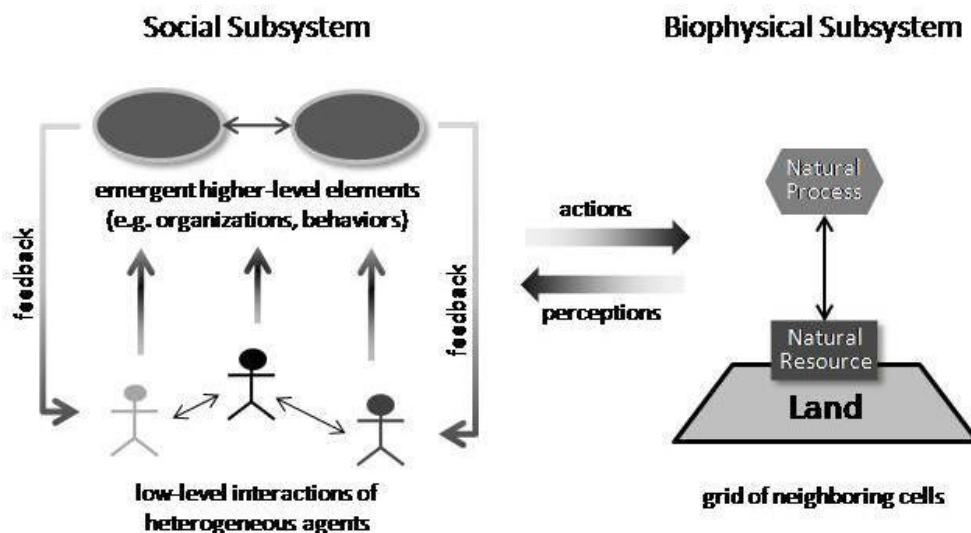 Social Subsystem
emergent higher-level elements
(e.g. organizations, behaviors)
feedback
feedback
low-level interactions of
heterogeneous agents
actions
perceptions
Biophysical Subsystem
Natural
Process
Natural
Resource
Land
grid of neighboring cells